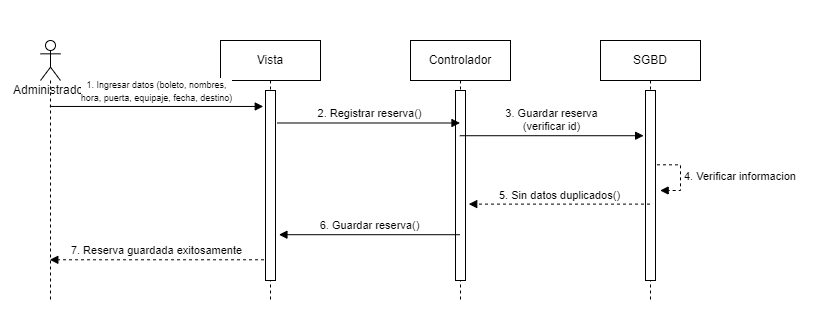 Vista
Controlador
SGBD
Administrado
1. Ingresar datos (boleto, nombres,
hora, puerta, equipaje, fecha, destino)
2. Registrar reserva()
3. Guardar reserva
(verificar id)
4. Verificar informacion
5. Sin datos duplicados()
6. Guardar reserva()
7. Reserva guardada exitosamente